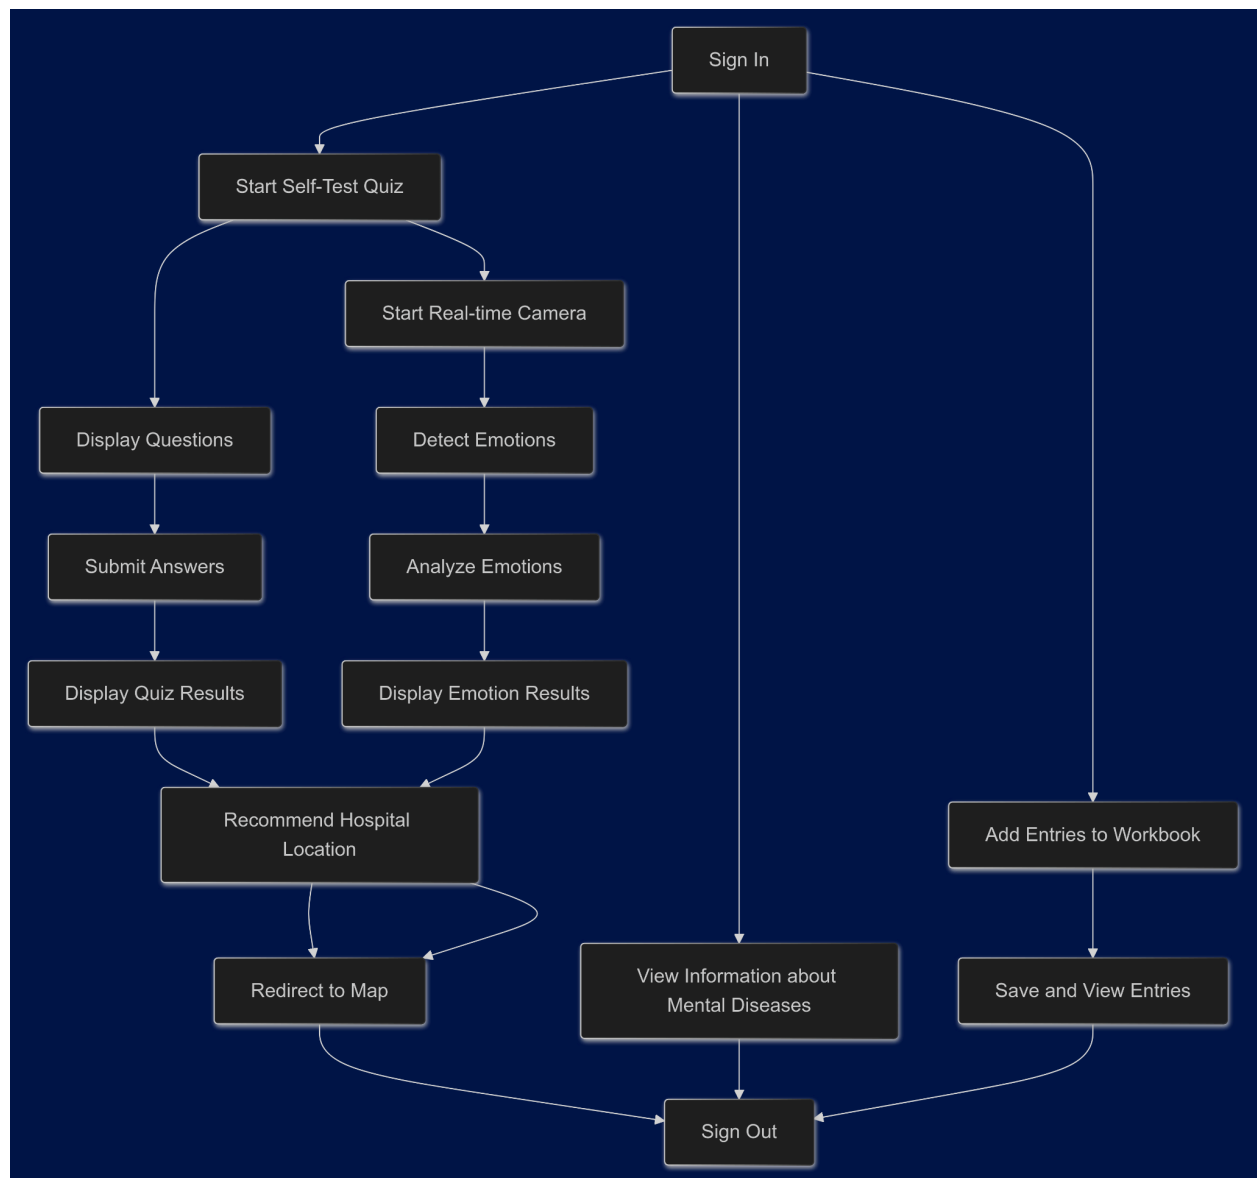 Sign In
Start Self-Test Quiz
Start Real-time Camera
Display Questions
Detect Emotions
Submit Answers
Analyze Emotions
Display Quiz Results
Display Emotion Results
Recommend Hospital
Location
Add Entries to Workbook
Redirect to Map
View Information about
Mental Diseases
Save and View Entries
Sign Out